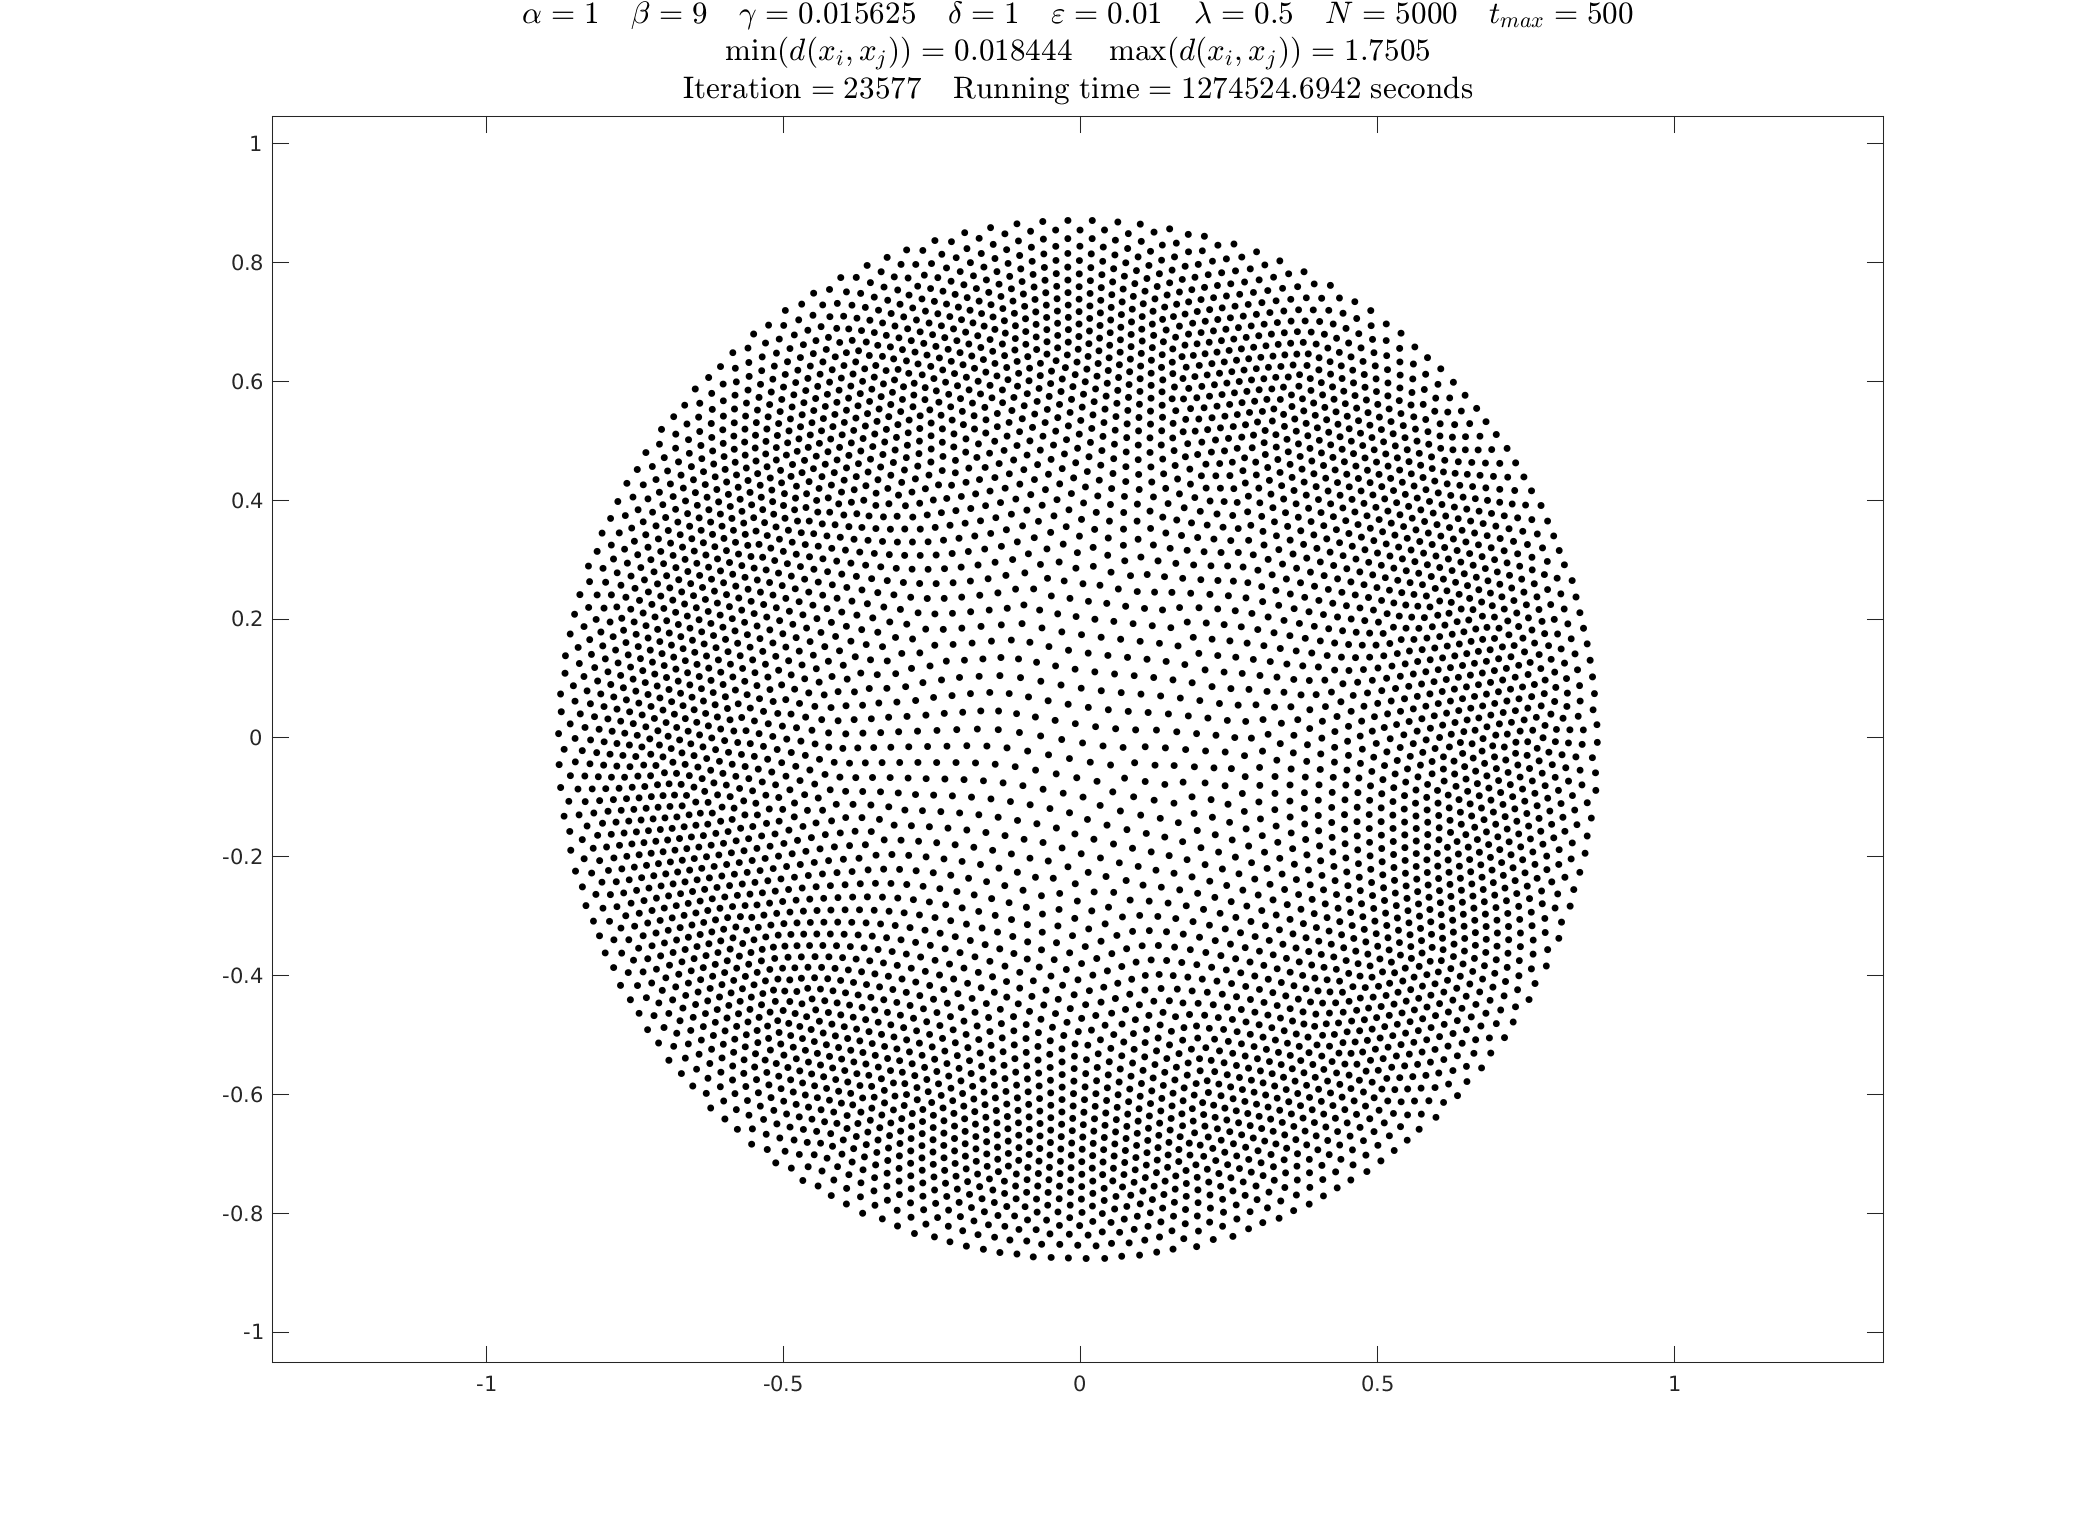 α = 1 β = 9 γ = 0.015625 δ = 1 ε = 0.01 λ = 0.5 N = 5000 t_{max} = 500
min(d(x_i, x_j)) = 0.018444 max(d(x_i, x_j)) = 1.7505
Iteration = 23577 Running time = 1274524.6942 seconds
1
0.8
0.6
0.4
0.2
0
-0.2
-0.4
-0.6
-0.8
-1
-1 -0.5 0 0.5 1